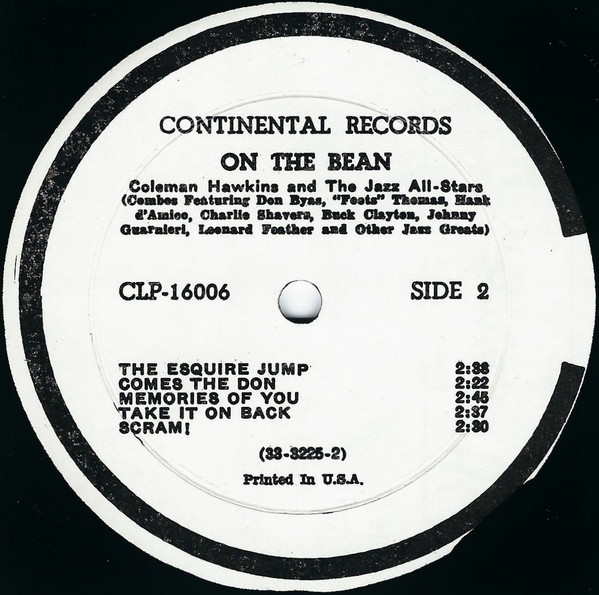 CONTINENTAL RECORDS
ON THE BEAN
Coleman Hawkins and The Jazz All-Stars
(Combos Featuring Don Byas, "Foots" Thomas, Hank
d'Amico, Charlie Shavers, Buck Clayton, Johnny
Guarnieri, Leonard Feather and Other Jazz Greats)
CLP-16006 SIDE 2
THE ESQUIRE JUMP 2:38
COMES THE DON 2:22
MEMORIES OF YOU 2:45
TAKE IT ON BACK 2:37
SCRAM! 2:30
(33-3225-2)
Printed In U.S.A.